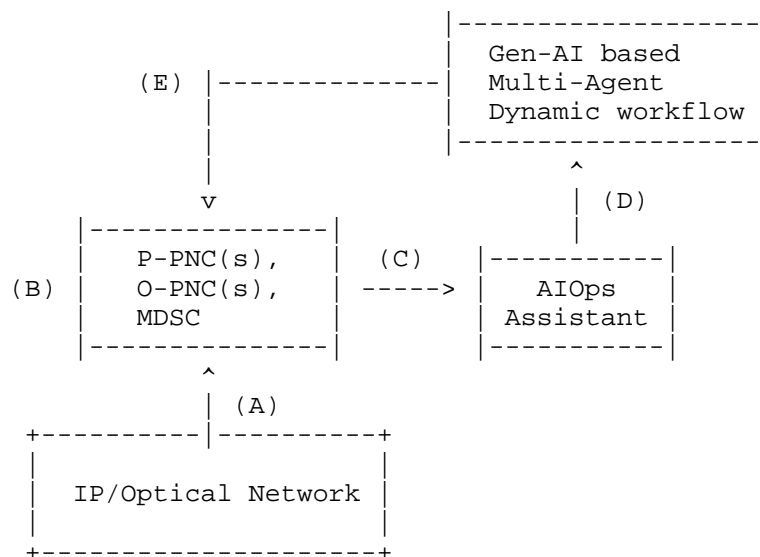 Gen-AI based
(E) Multi-Agent
Dynamic workflow
(D)
P-PNC(s), (C)
(B) O-PNC(s), AIOps
MDSC Assistant
(A)
IP/Optical Network